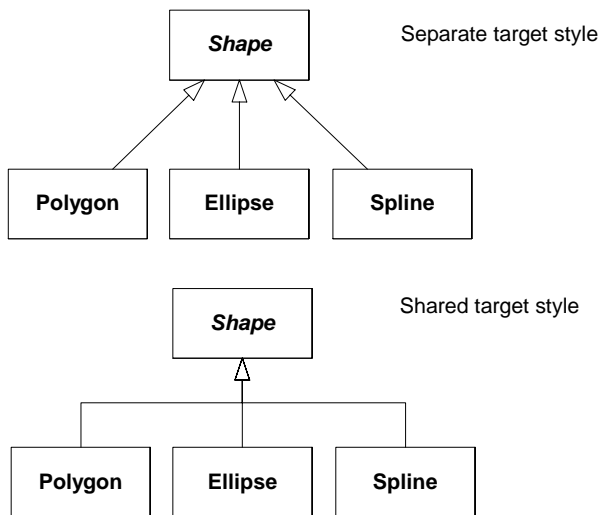 Shape
Separate target style
Polygon
Ellipse
Spline
Shape
Shared target style
Polygon
Ellipse
Spline